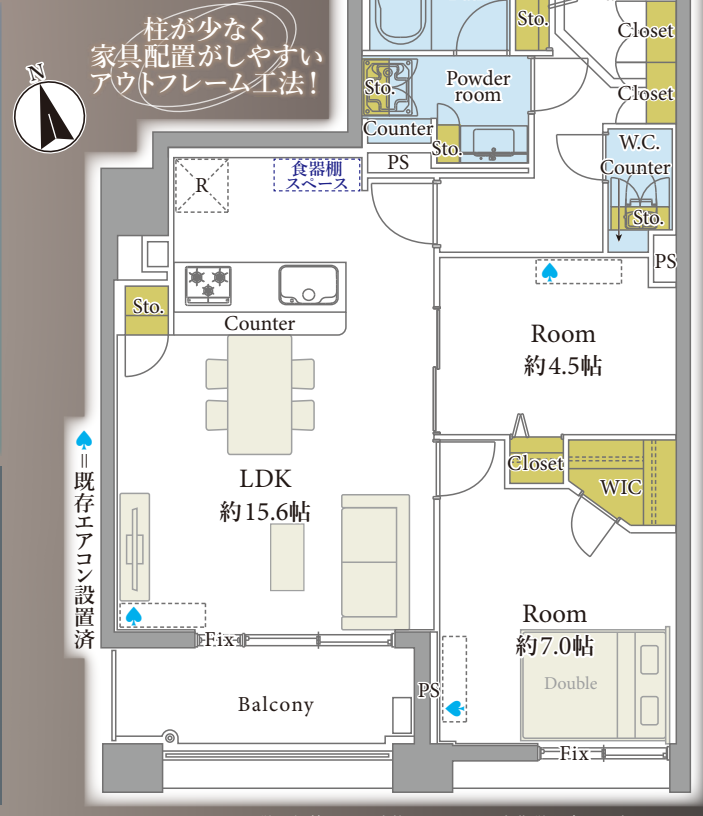 柱が少なく
家具配置がしやすい
アウトフレーム工法！
N
Sto.
Closet
Closet
Sto.
Powder
room
Counter
Sto.
PS
W.C.
Counter
Sto.
PS
R
食器棚
スペース
Sto.
Counter
Room
約4.5帖
Closet
WIC
LDK
約15.6帖
♠=既存エアコン設置済
Room
約7.0帖
Double
Fix
Balcony
PS
Fix